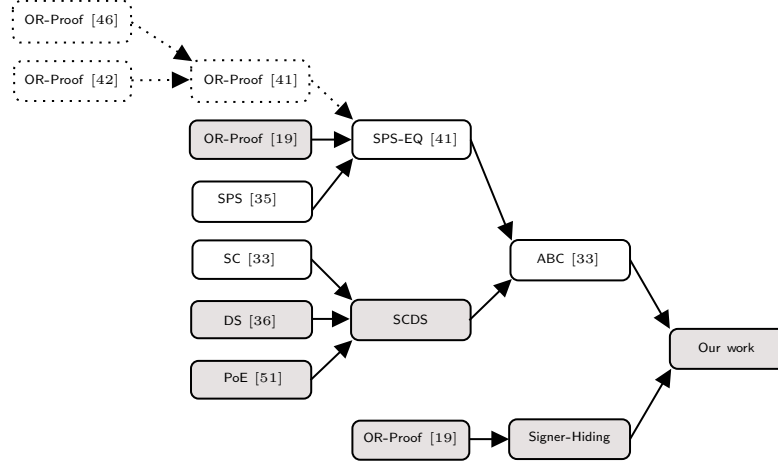 OR-Proof [46]
OR-Proof [42]
OR-Proof [41]
OR-Proof [19]
SPS-EQ [41]
SPS [35]
SC [33]
ABC [33]
DS [36]
SCDS
Our work
PoE [51]
OR-Proof [19]
Signer-Hiding